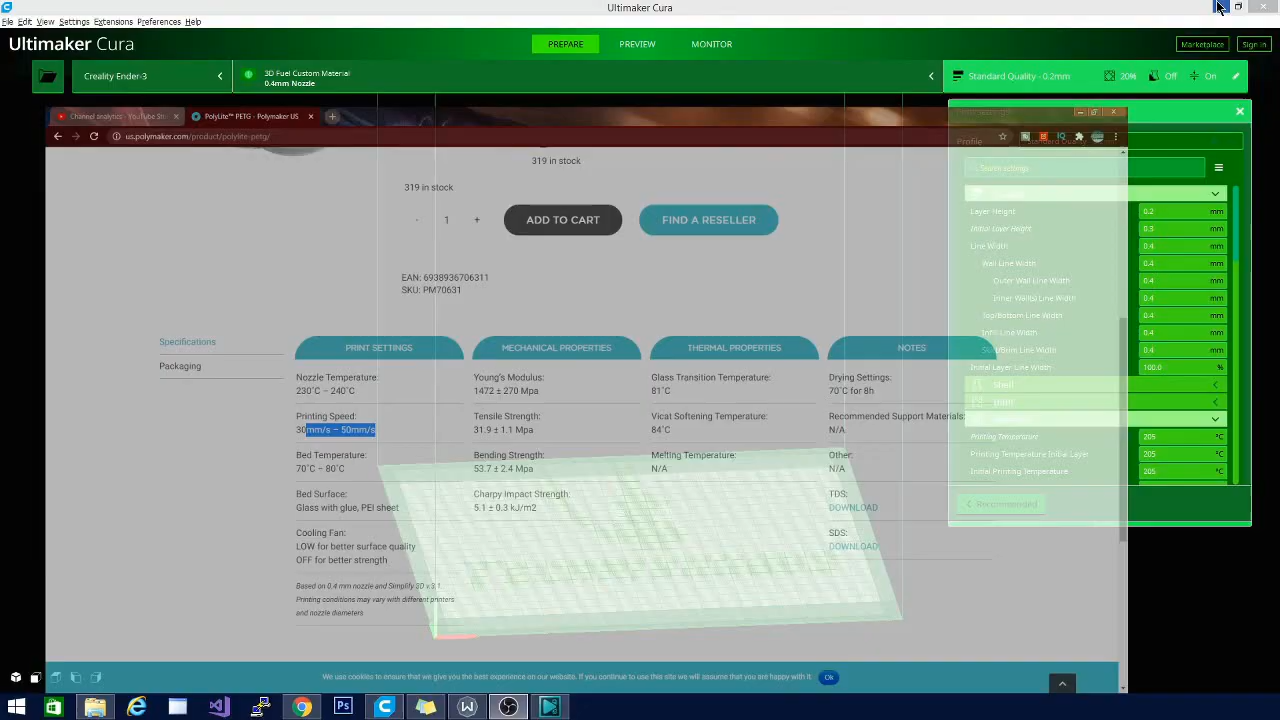 Ultimaker Cura
File Edit View Settings Extensions Preferences Help
Ultimaker Cura
PREPARE PREVIEW MONITOR
Marketplace Sign in
Creality Ender-3
3D Fuel Custom Material
0.4mm Nozzle
Standard Quality - 0.2mm 20% Off On
Channel analytics - YouTube Stu
PolyLite™ PETG - Polymaker US
us.polymaker.com/product/polylite-petg/
Profile Standard Quality
Search settings
319 in stock
319 in stock
- 1 +
ADD TO CART
FIND A RESELLER
EAN: 6938936706311
SKU: PM70631
Layer Height 0.2 mm
Initial Layer Height 0.3 mm
Line Width 0.4 mm
Wall Line Width 0.4 mm
Outer Wall Line Width 0.4 mm
Inner Wall(s) Line Width 0.4 mm
Top/Bottom Line Width 0.4 mm
Infill Line Width 0.4 mm
Skirt/Brim Line Width 0.4 mm
Initial Layer Line Width 100.0 %
Shell
Infill
Printing Temperature 205 °C
Printing Temperature Initial Layer 205 °C
Initial Printing Temperature 205 °C
Recommended
Specifications
Packaging
PRINT SETTINGS
Nozzle Temperature:
230˚C – 240˚C
Printing Speed:
30mm/s – 50mm/s
Bed Temperature:
70˚C – 80˚C
Bed Surface:
Glass with glue, PEI sheet
Cooling Fan:
LOW for better surface quality
OFF for better strength
Based on 0.4 mm nozzle and Simplify 3D v.3.1.
Printing conditions may vary with different printers
and nozzle diameters
MECHANICAL PROPERTIES
Young's Modulus:
1472 ± 270 Mpa
Tensile Strength:
31.9 ± 1.1 Mpa
Bending Strength:
53.7 ± 2.4 Mpa
Charpy Impact Strength:
5.1 ± 0.3 kJ/m2
THERMAL PROPERTIES
Glass Transition Temperature:
81˚C
Vicat Softening Temperature:
84˚C
Melting Temperature:
N/A
NOTES
Drying Settings:
70˚C for 8h
Recommended Support Materials:
N/A
Other:
N/A
TDS:
DOWNLOAD
SDS:
DOWNLOAD
We use cookies to ensure that we give you the best experience on our website. If you continue to use this site we will assume that you are happy with it.
Ok